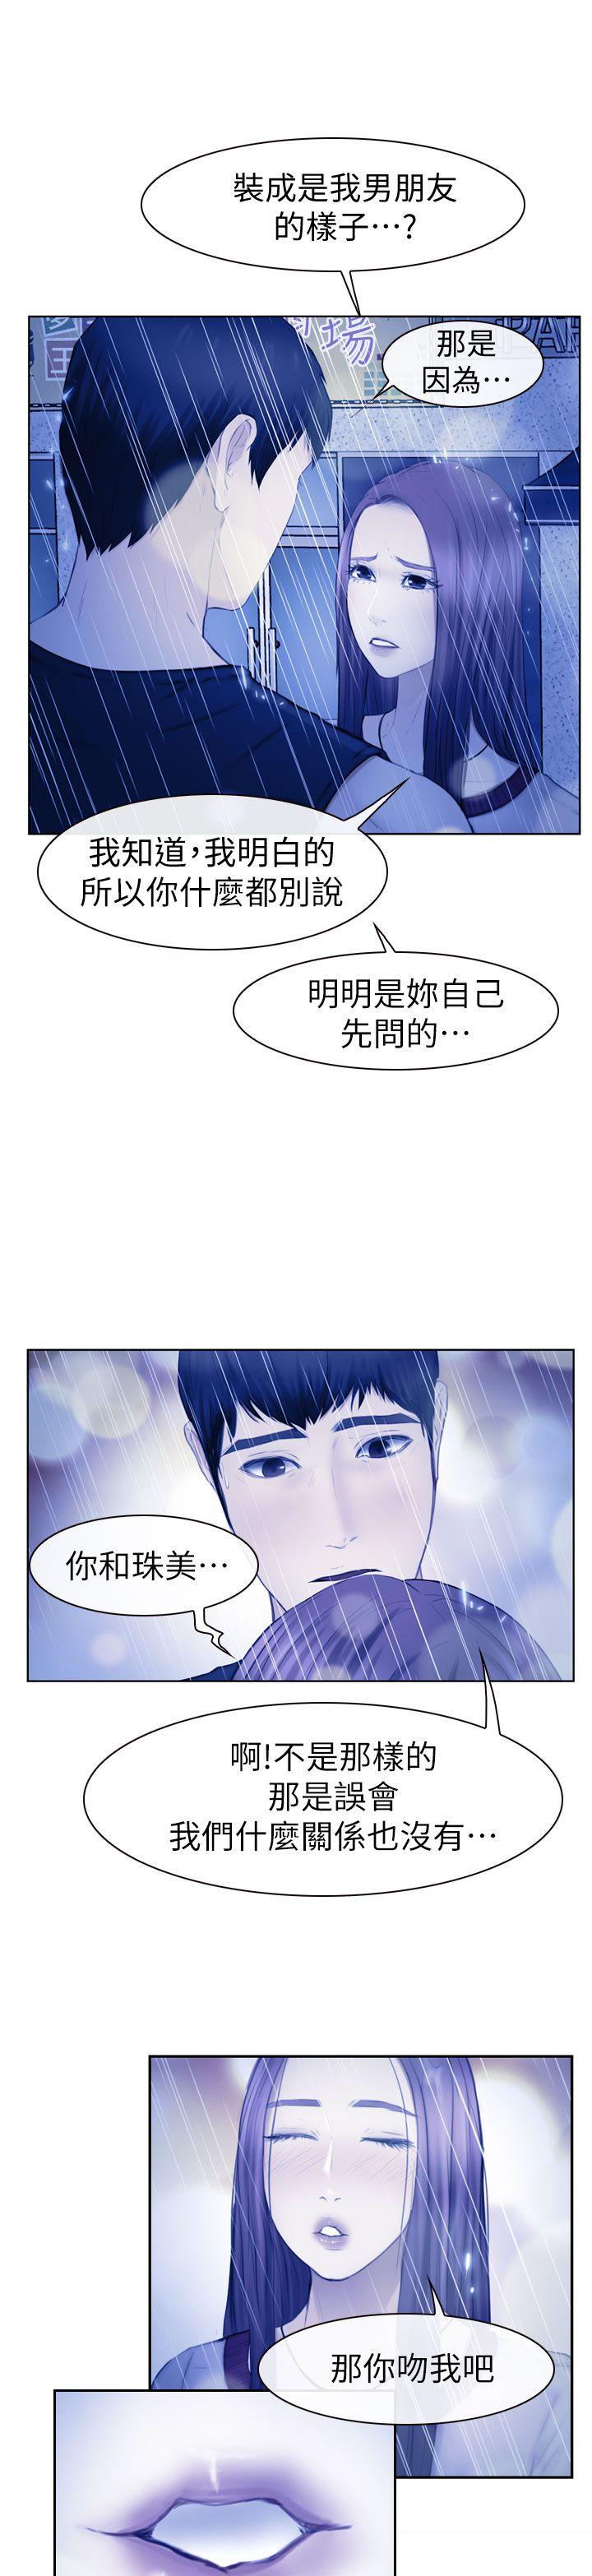 裝成是我男朋友
的樣子…?
場
PAR
那是
因為…
我知道,我明白的
所以你什麼都別說
明明是妳自己
先問的…
你和珠美…
啊!不是那樣的
那是誤會
我們什麼關係也沒有…
那你吻我吧